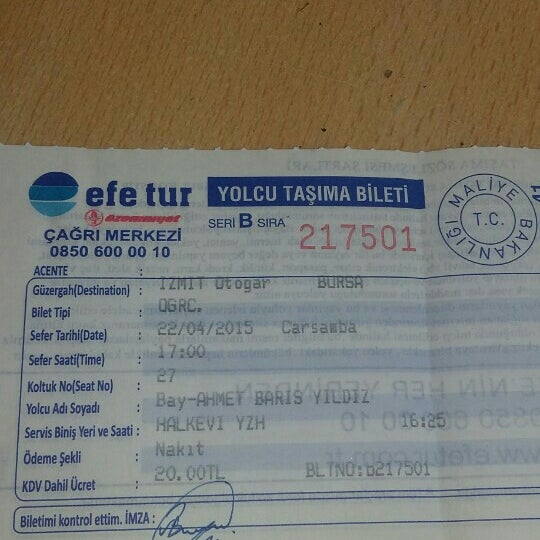 efe tur
özemniyet
YOLCU TAŞIMA BİLETİ
SERİ B SIRA 217501
MALİYE BAKANLIĞI
T.C.
ÇAĞRI MERKEZİ
0850 600 00 10
ACENTE :
Güzergah(Destination) : IZMIT Otogar BURSA
Bilet Tipi : OGRC.
Sefer Tarihi(Date) : 22/04/2015 Carsamba
Sefer Saati(Time) : 17:00
Koltuk No(Seat No) : 27
Yolcu Adı Soyadı : Bay-AHMET BARIS YILDIZ
Servis Biniş Yeri ve Saati : HALKEVI YZH 16:25
Ödeme Şekli : Nakıt
KDV Dahil Ücret : 20.00TL BLTNO:b217501
Biletimi kontrol ettim. İMZA :